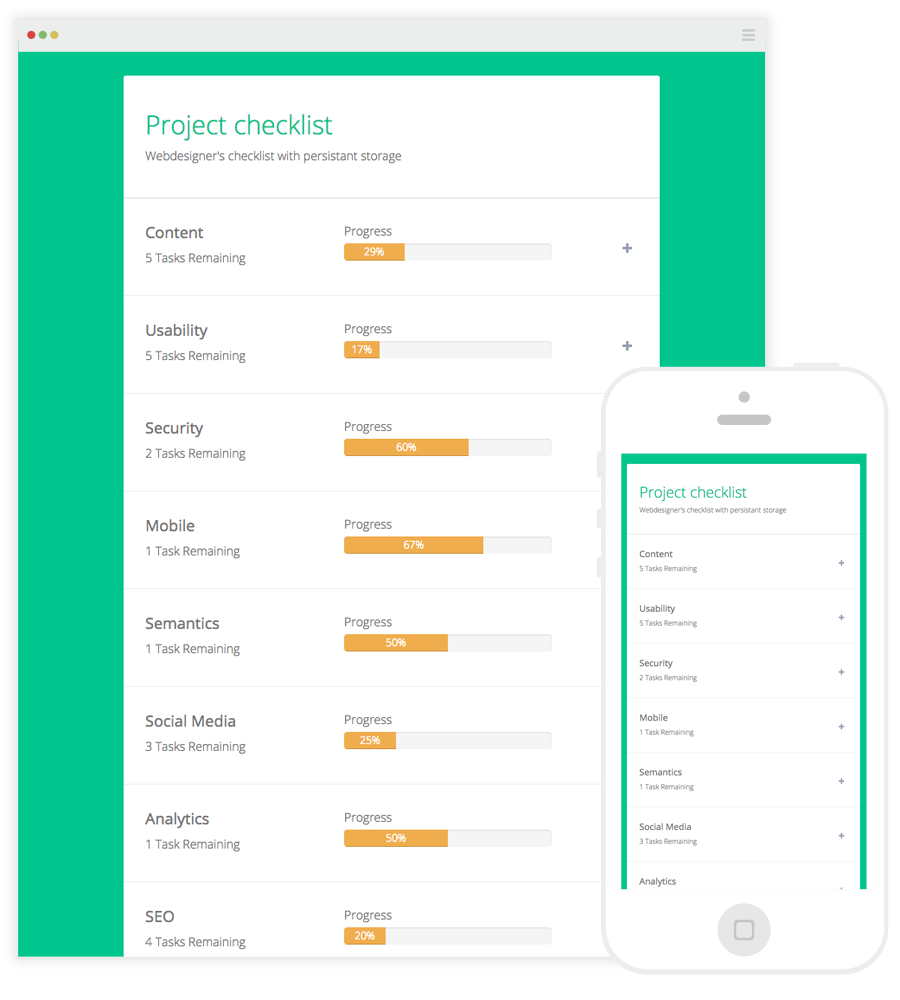 Project checklist
Webdesigner's checklist with persistant storage
Content
5 Tasks Remaining
Progress
29%
Usability
5 Tasks Remaining
Progress
17%
Security
2 Tasks Remaining
Progress
60%
Mobile
1 Task Remaining
Progress
67%
Semantics
1 Task Remaining
Progress
50%
Social Media
3 Tasks Remaining
Progress
25%
Analytics
1 Task Remaining
Progress
50%
SEO
4 Tasks Remaining
Progress
20%
Project checklist
Webdesigner's checklist with persistant storage
Content
5 Tasks Remaining
Usability
5 Tasks Remaining
Security
2 Tasks Remaining
Mobile
1 Task Remaining
Semantics
1 Task Remaining
Social Media
3 Tasks Remaining
Analytics